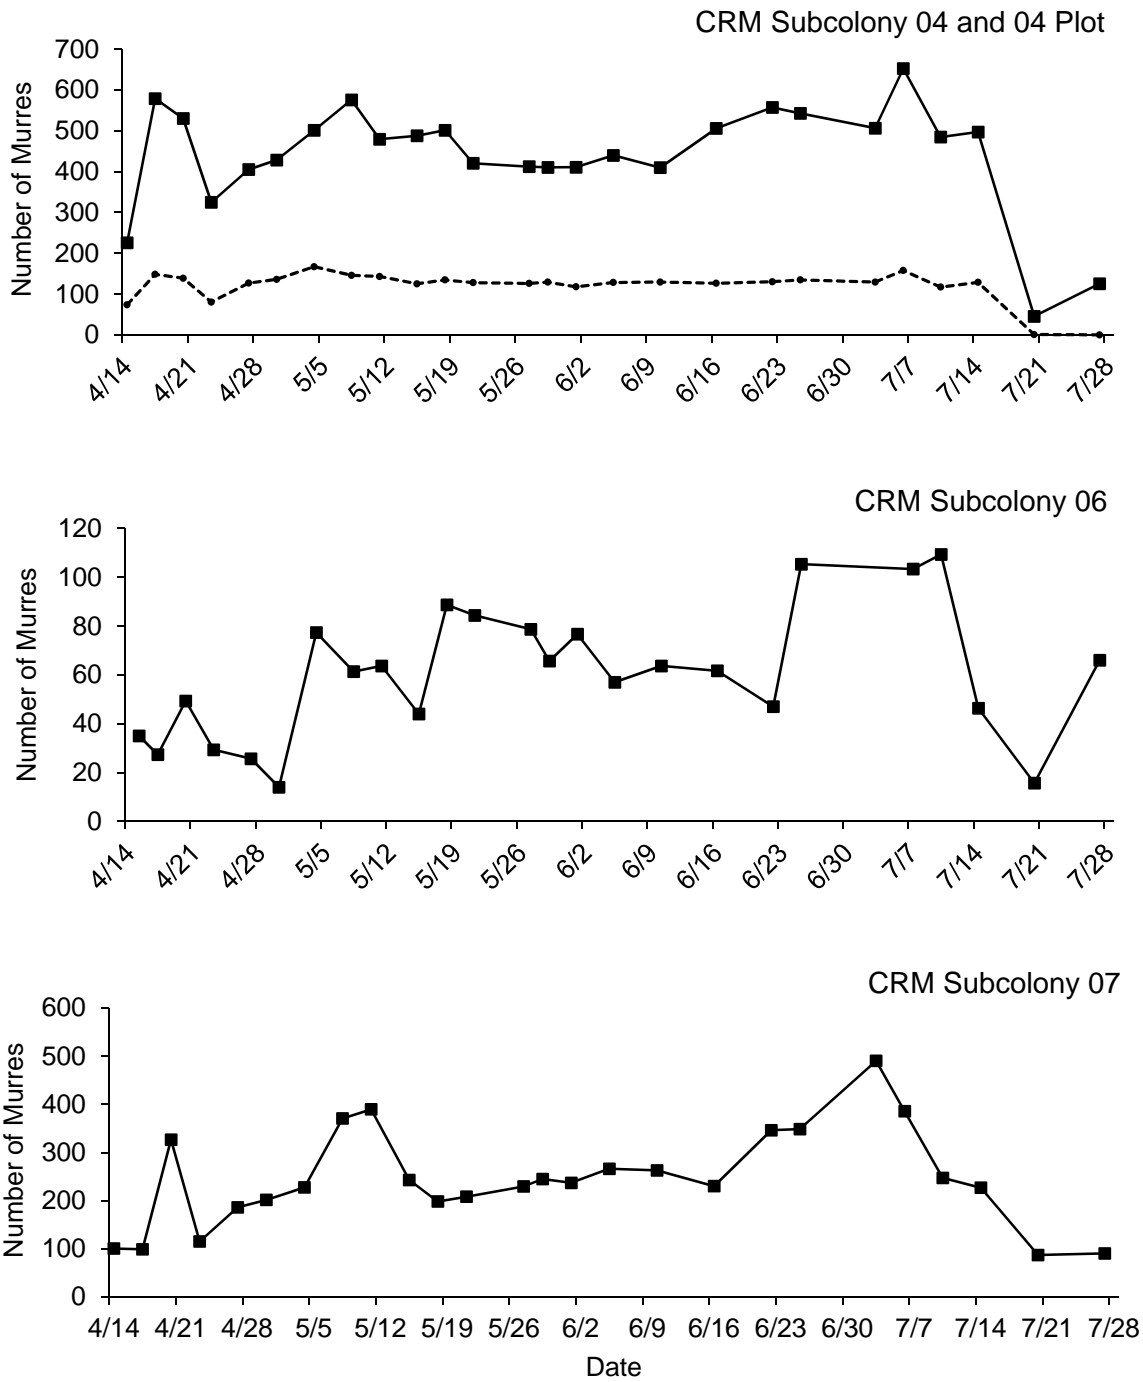 CRM Subcolony 04 and 04 Plot
Number of Murres
700
600
500
400
300
200
100
0
4/14 4/21 4/28 5/5 5/12 5/19 5/26 6/2 6/9 6/16 6/23 6/30 7/7 7/14 7/21 7/28
CRM Subcolony 06
Number of Murres
120
100
80
60
40
20
0
4/14 4/21 4/28 5/5 5/12 5/19 5/26 6/2 6/9 6/16 6/23 6/30 7/7 7/14 7/21 7/28
CRM Subcolony 07
Number of Murres
600
500
400
300
200
100
0
4/14 4/21 4/28 5/5 5/12 5/19 5/26 6/2 6/9 6/16 6/23 6/30 7/7 7/14 7/21 7/28
Date